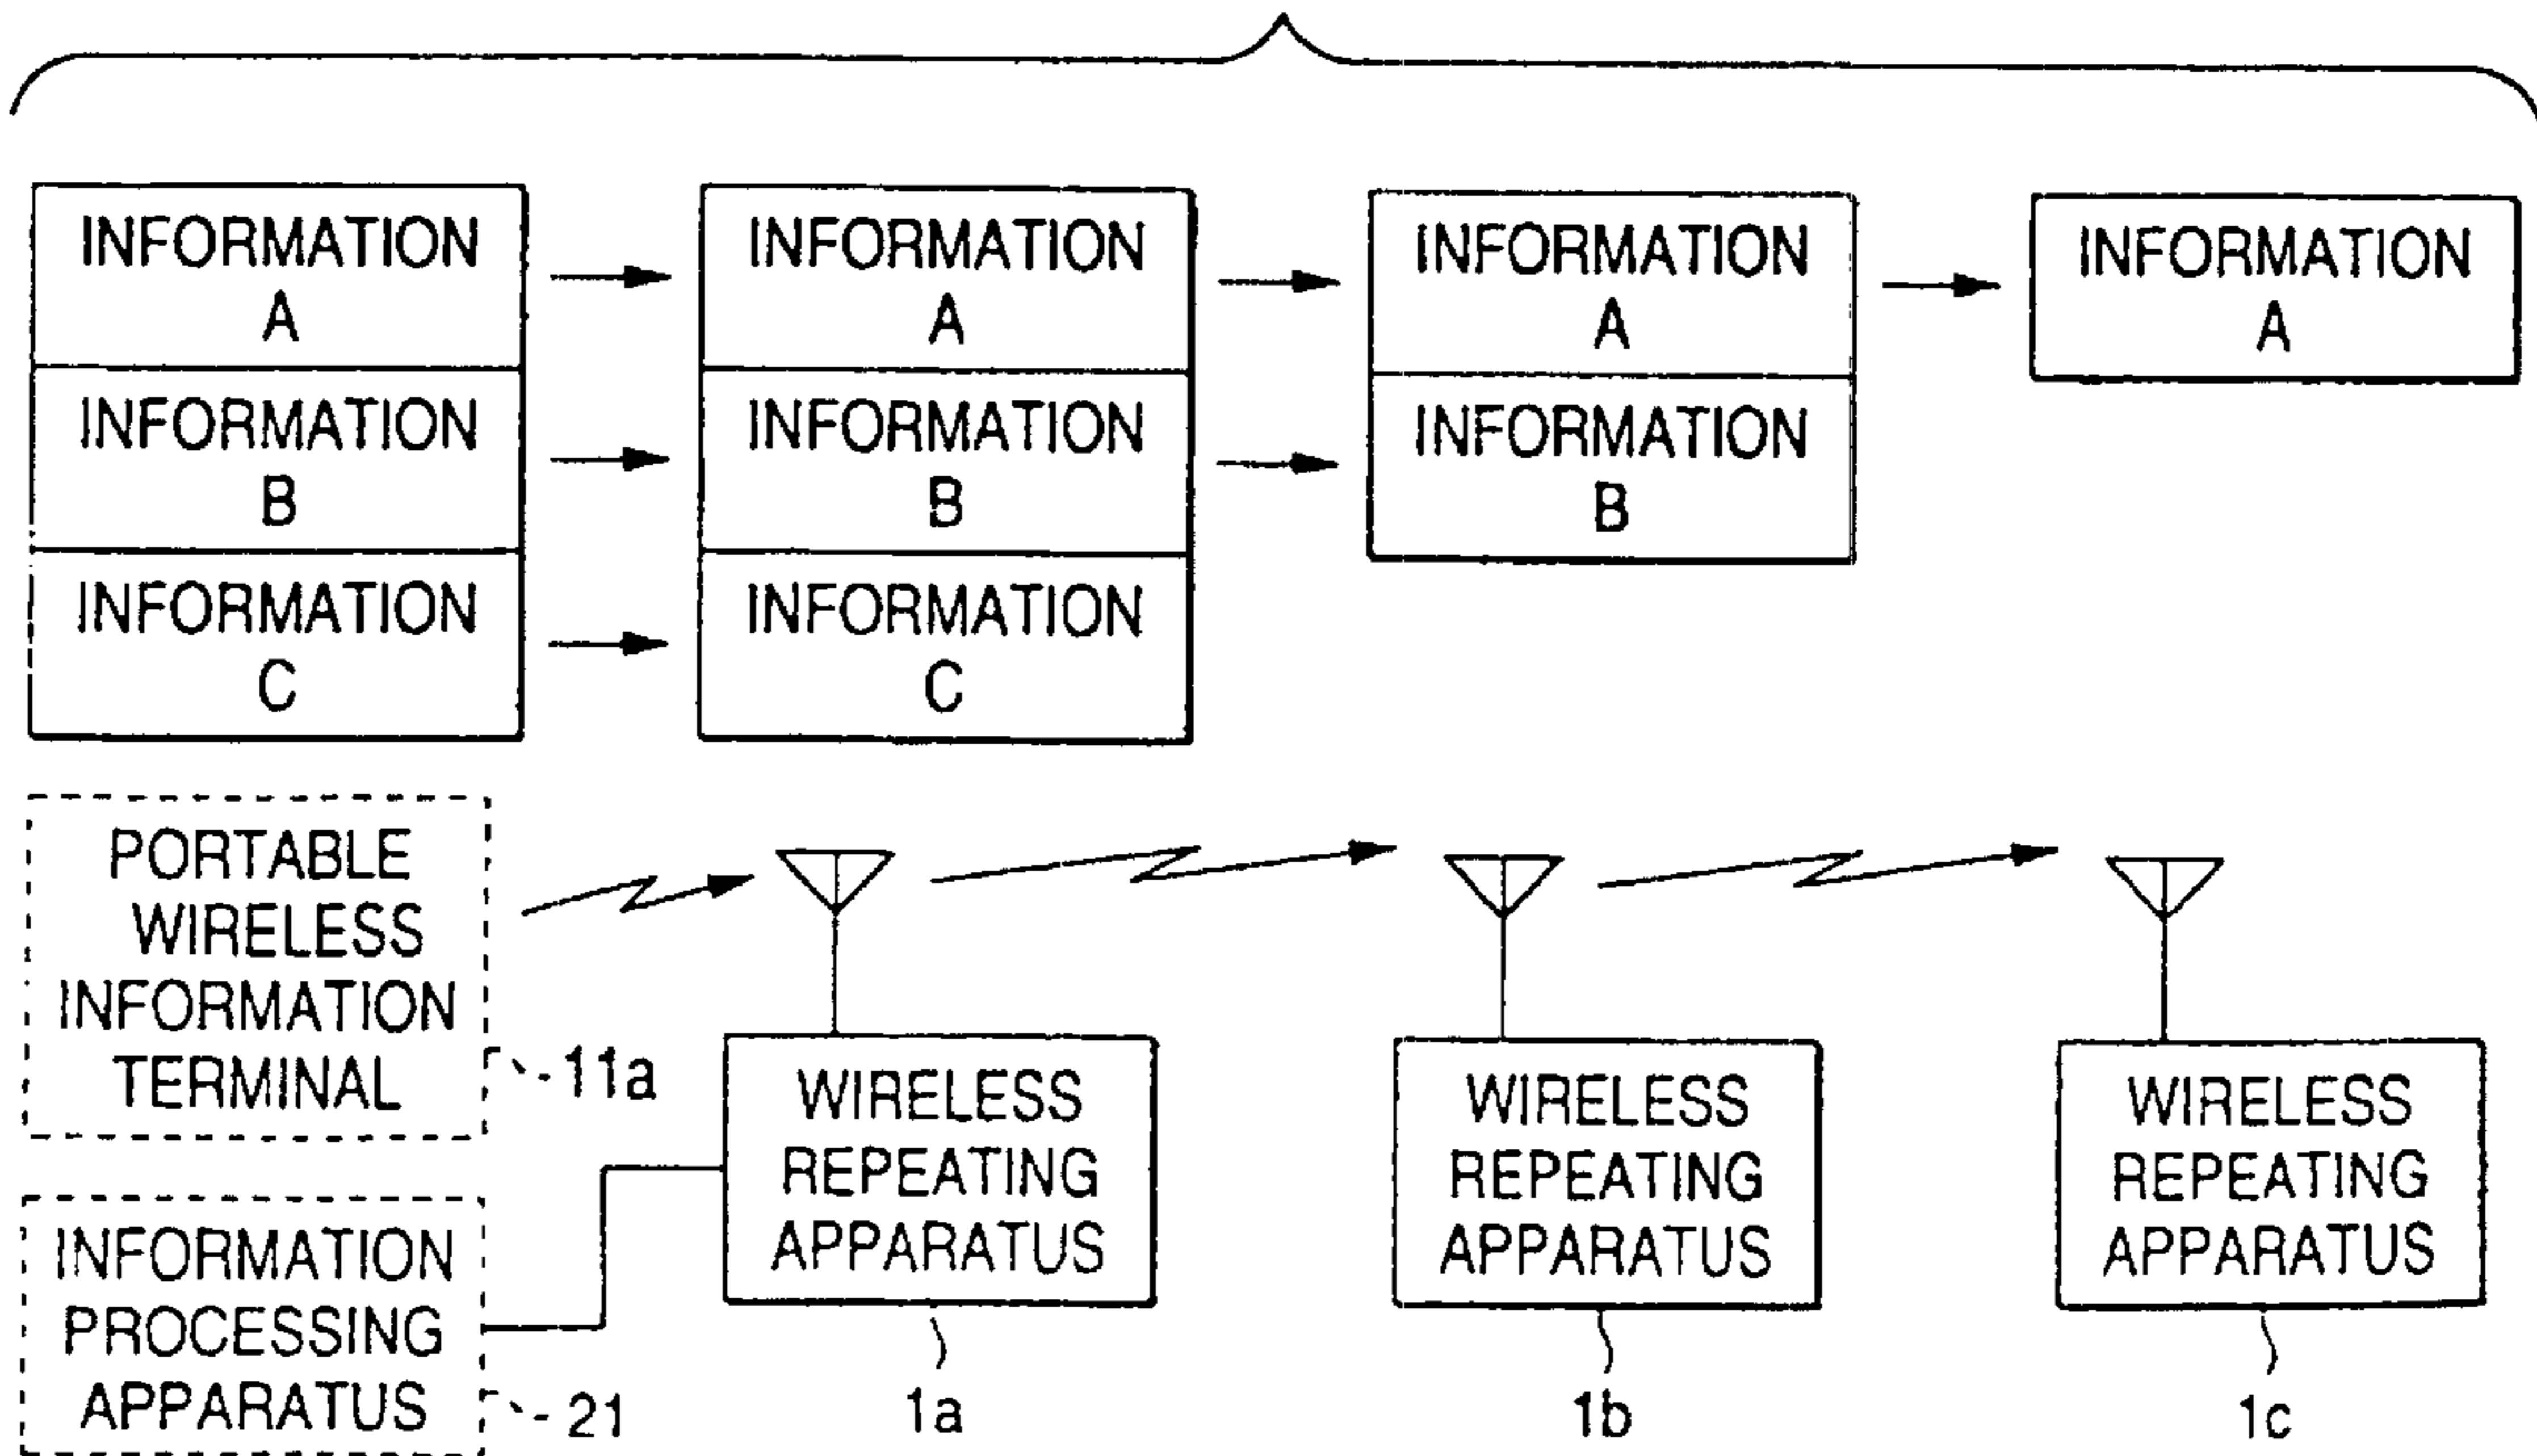 INFORMATION
A
INFORMATION
B
INFORMATION
C
INFORMATION
A
INFORMATION
B
INFORMATION
C
INFORMATION
A
INFORMATION
B
INFORMATION
A
PORTABLE
WIRELESS
INFORMATION
TERMINAL
11a
INFORMATION
PROCESSING
APPARATUS
21
WIRELESS
REPEATING
APPARATUS
1a
WIRELESS
REPEATING
APPARATUS
1b
WIRELESS
REPEATING
APPARATUS
1c